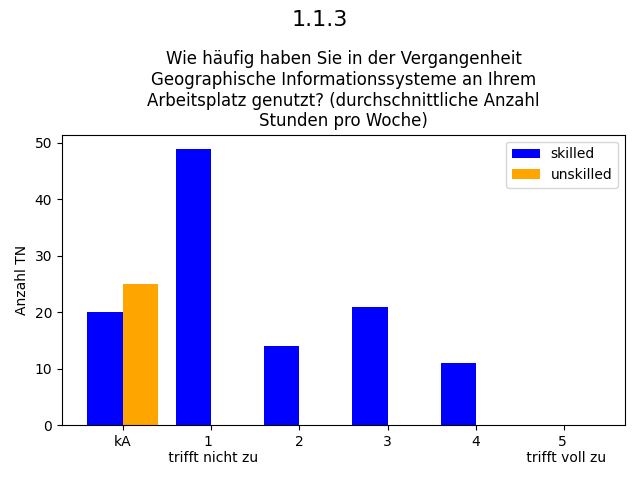 1.1.3
Wie häufig haben Sie in der Vergangenheit
Geographische Informationssysteme an Ihrem
Arbeitsplatz genutzt? (durchschnittliche Anzahl
Stunden pro Woche)
skilled
unskilled
Anzahl TN
50
40
30
20
10
0
kA 1 2 3 4 5
trifft nicht zu trifft voll zu